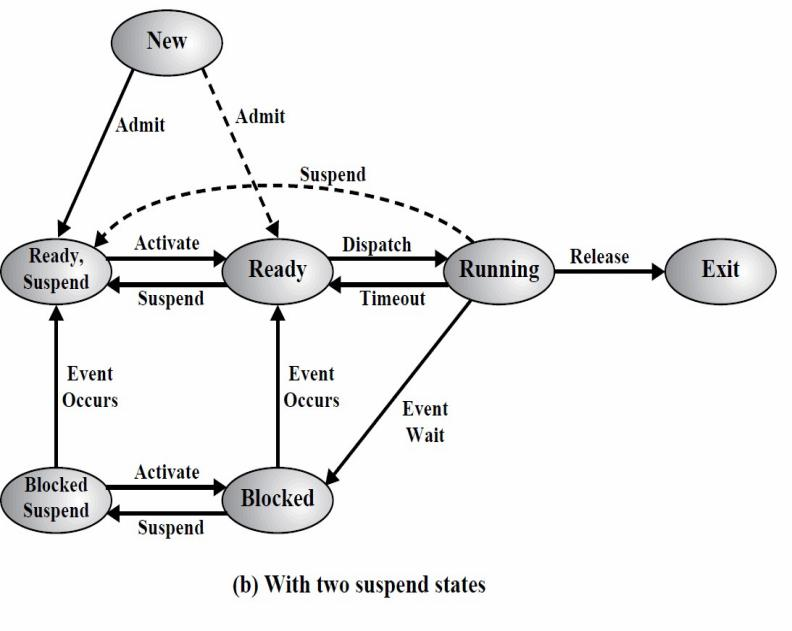 New
Admit
Admit
Suspend
Ready,
Suspend
Activate
Suspend
Ready
Dispatch
Timeout
Running
Release
Exit
Event
Occurs
Event
Occurs
Event
Wait
Blocked
Suspend
Activate
Suspend
Blocked
(b) With two suspend states